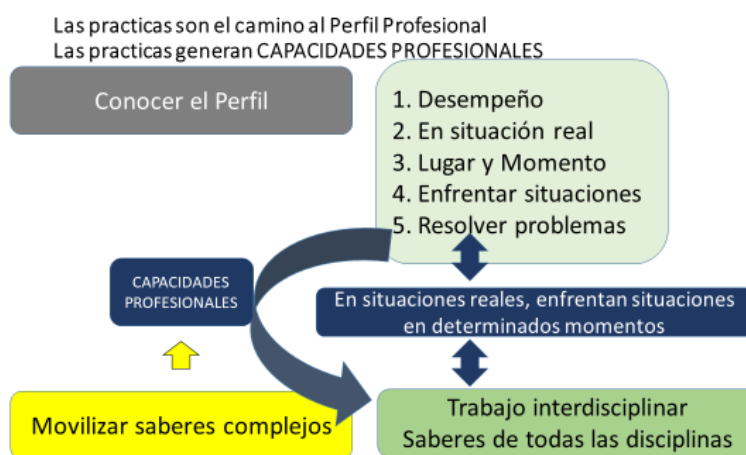 Las practicas son el camino al Perfil Profesional
Las practicas generan CAPACIDADES PROFESIONALES
Conocer el Perfil
1. Desempeño
2. En situación real
3. Lugar y Momento
4. Enfrentar situaciones
5. Resolver problemas
CAPACIDADES
PROFESIONALES
En situaciones reales, enfrentan situaciones
en determinados momentos
Movilizar saberes complejos
Trabajo interdisciplinar
Saberes de todas las disciplinas